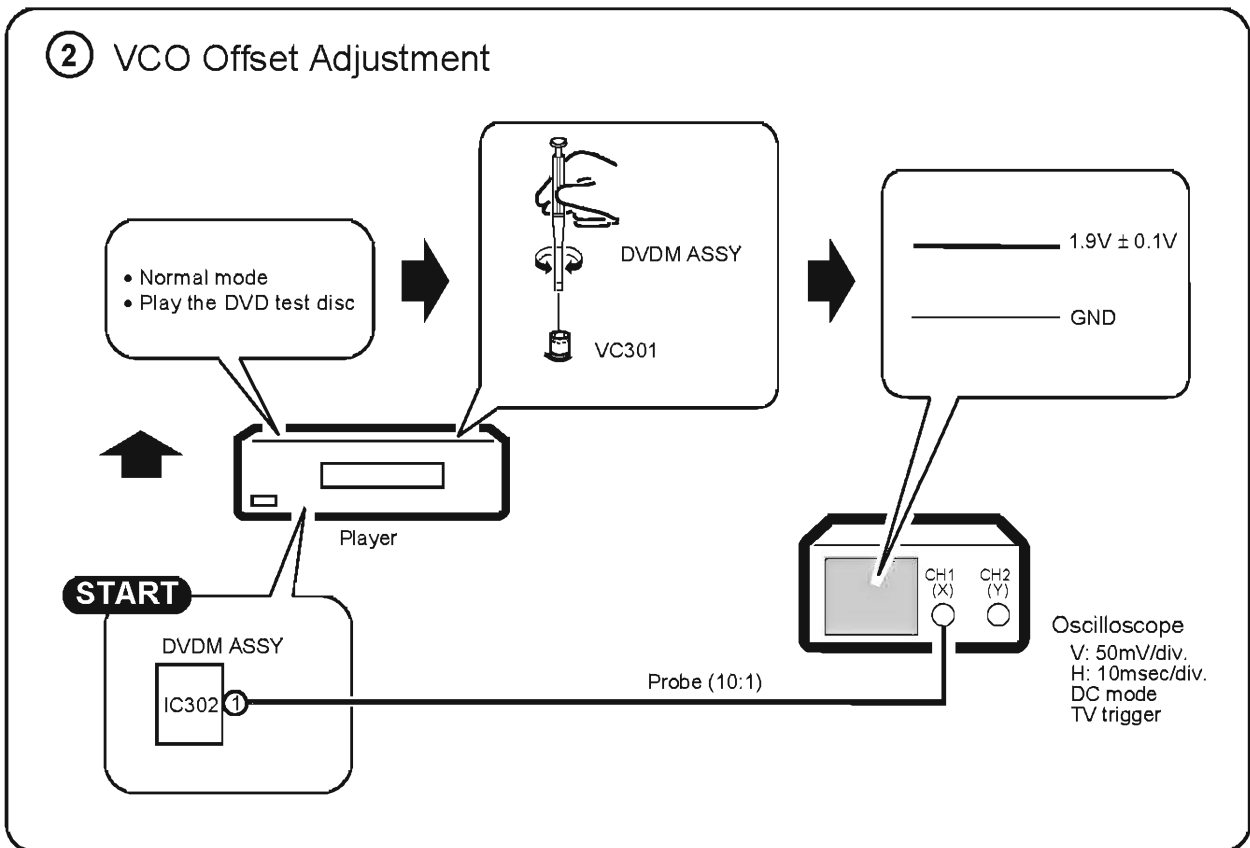 2 VCO Offset Adjustment
• Normal mode
• Play the DVD test disc
DVDM ASSY
VC301
1.9V ± 0.1V
GND
Player
START
DVDM ASSY
IC302
1
Probe (10:1)
CH1
(X)
CH2
(Y)
Oscilloscope
V: 50mV/div.
H: 10msec/div.
DC mode
TV trigger